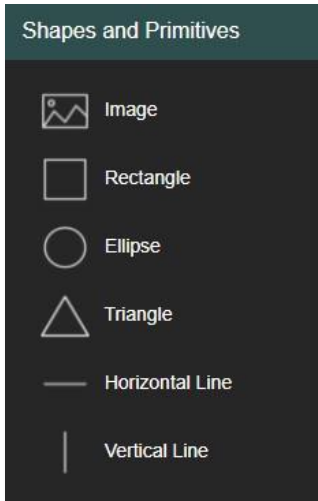 Shapes and Primitives
Image
Rectangle
Ellipse
Triangle
Horizontal Line
Vertical Line